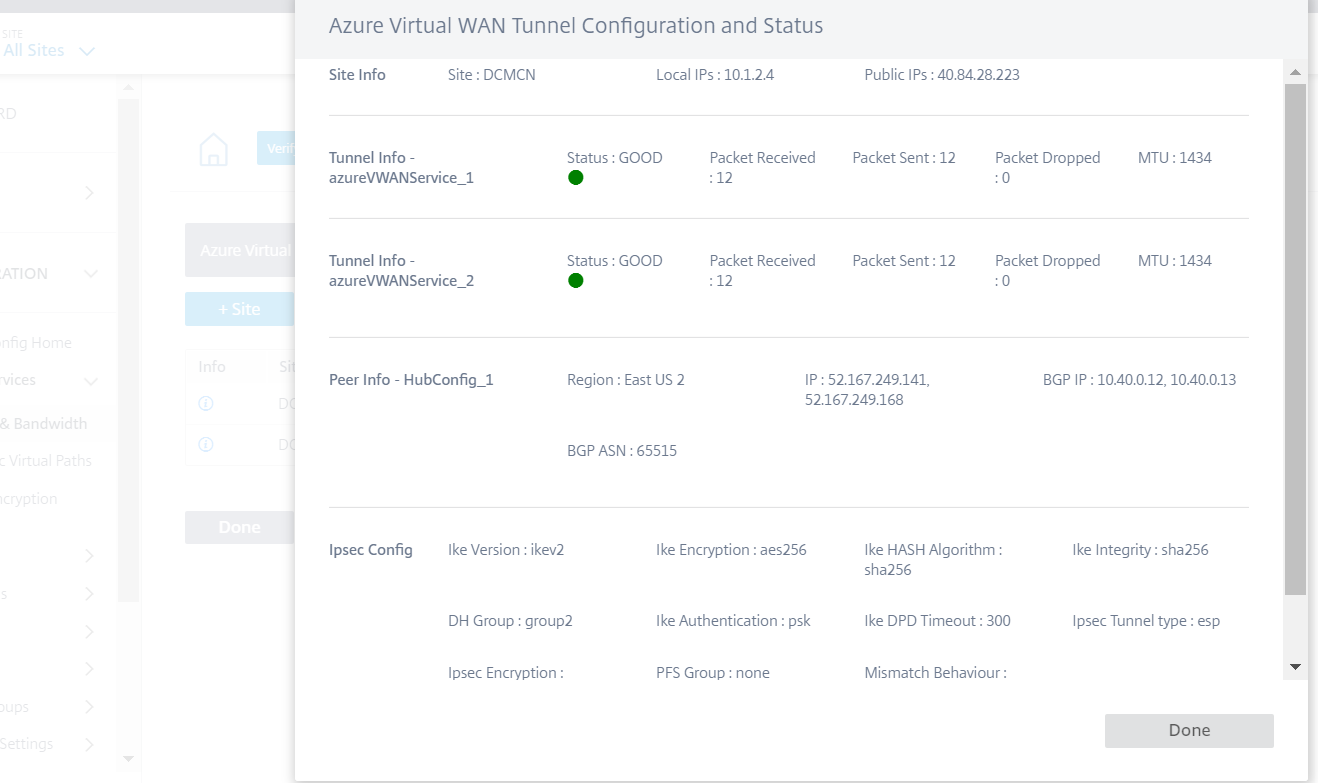 Azure Virtual WAN Tunnel Configuration and Status
SITE
All Sites
Site Info Site : DCMCN Local IPs : 10.1.2.4 Public IPs : 40.84.28.223
Tunnel Info - Status : GOOD Packet Received Packet Sent : 12 Packet Dropped MTU : 1434
azureVWANService_1 : 12 : 0
Tunnel Info - Status : GOOD Packet Received Packet Sent : 12 Packet Dropped MTU : 1434
azureVWANService_2 : 12 : 0
Peer Info - HubConfig_1 Region : East US 2 IP : 52.167.249.141, BGP IP : 10.40.0.12, 10.40.0.13
52.167.249.168
BGP ASN : 65515
Ipsec Config Ike Version : ikev2 Ike Encryption : aes256 Ike HASH Algorithm : Ike Integrity : sha256
sha256
DH Group : group2 Ike Authentication : psk Ike DPD Timeout : 300 Ipsec Tunnel type : esp
Ipsec Encryption : PFS Group : none Mismatch Behaviour :
Done
RD
Verif
RATION
Azure Virtual
+ Site
onfig Home
Info Sit
rvices
DC
& Bandwidth
DC
c Virtual Paths
ncryption
Done
s
oups
Settings